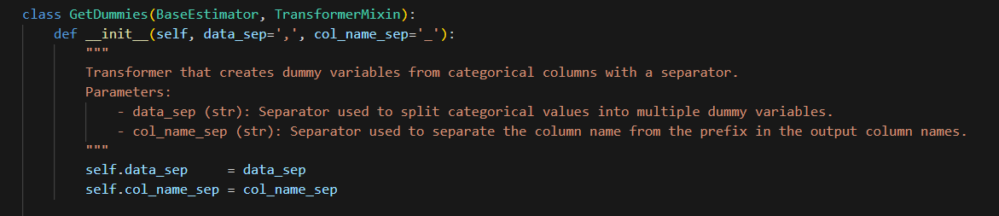 class GetDummies(BaseEstimator, TransformerMixin):
    def __init__(self, data_sep=',', col_name_sep='_'):
        """
        Transformer that creates dummy variables from categorical columns with a separator.
        Parameters:
            - data_sep (str): Separator used to split categorical values into multiple dummy variables.
            - col_name_sep (str): Separator used to separate the column name from the prefix in the output column names.
        """
        self.data_sep     = data_sep
        self.col_name_sep = col_name_sep